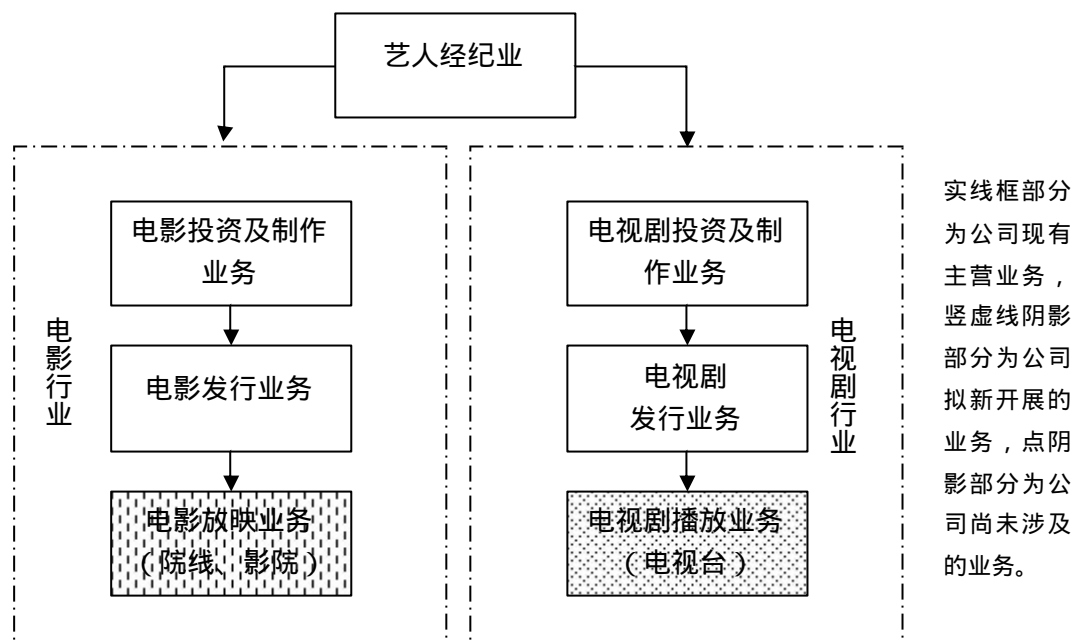 艺人经纪业
电影投资及制作
业务
电影发行业务
电影放映业务
（院线、影院）
电影行业
电视剧投资及制
作业务
电视剧
发行业务
电视剧播放业务
（电视台）
电视剧行业
实线框部分
为公司现有
主营业务，
竖虚线阴影
部分为公司
拟新开展的
业务，点阴
影部分为公
司尚未涉及
的业务。